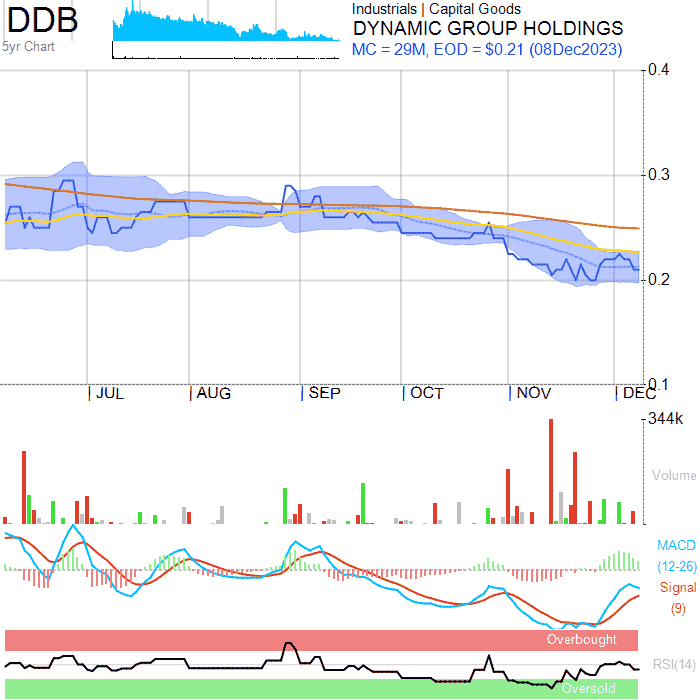 DDB
5yr Chart
Industrials | Capital Goods
DYNAMIC GROUP HOLDINGS
MC = 29M, EOD = $0.21 (08Dec2023)
0.4
0.3
0.2
0.1
JUL AUG SEP OCT NOV DEC
344k
Volume
MACD
(12-26)
Signal
(9)
Overbought
RSI(14)
Oversold